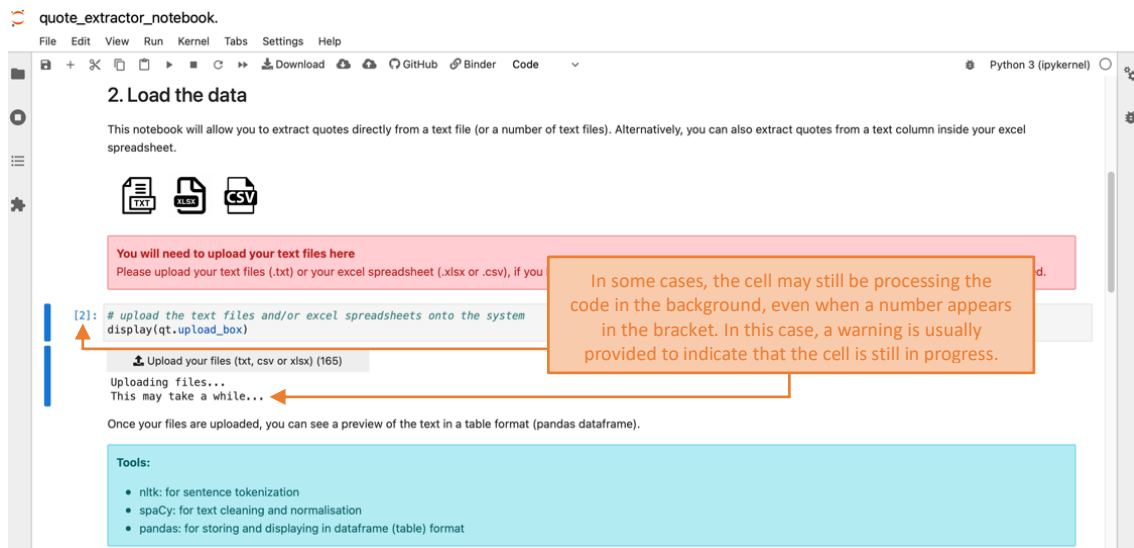 quote_extractor_notebook.
File Edit View Run Kernel Tabs Settings Help
Download GitHub Binder Code Python 3 (ipykernel)
2. Load the data
This notebook will allow you to extract quotes directly from a text file (or a number of text files). Alternatively, you can also extract quotes from a text column inside your excel
spreadsheet.
TXT XLSX CSV
You will need to upload your text files here
Please upload your text files (.txt) or your excel spreadsheet (.xlsx or .csv), if you
d.
In some cases, the cell may still be processing the
code in the background, even when a number appears
in the bracket. In this case, a warning is usually
provided to indicate that the cell is still in progress.
[2]: # upload the text files and/or excel spreadsheets onto the system
display(qt.upload_box)
Upload your files (txt, csv or xlsx) (165)
Uploading files...
This may take a while...
Once your files are uploaded, you can see a preview of the text in a table format (pandas dataframe).
Tools:
• nltk: for sentence tokenization
• spaCy: for text cleaning and normalisation
• pandas: for storing and displaying in dataframe (table) format